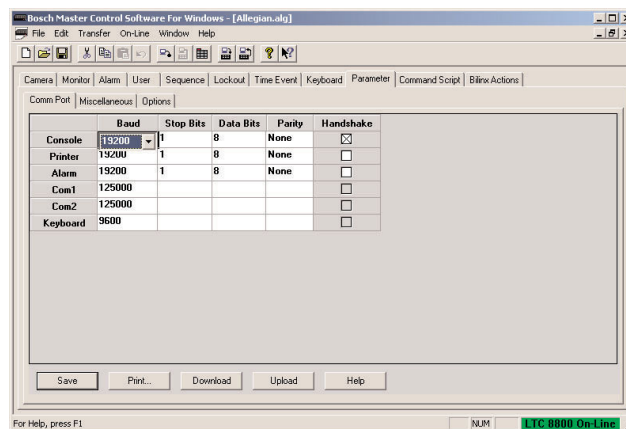 Bosch Master Control Software For Windows - [Allegian.alg]
File Edit Transfer On-Line Window Help
Camera Monitor Alarm User Sequence Lockout Time Event Keyboard Parameter Command Script Bilinx Actions
Comm Port Miscellaneous Options
Baud Stop Bits Data Bits Parity Handshake
Console 19200 1 8 None
Printer 19200 1 8 None
Alarm 19200 1 8 None
Com1 125000
Com2 125000
Keyboard 9600
Save Print... Download Upload Help
For Help, press F1 NUM LTC 8800 On-Line